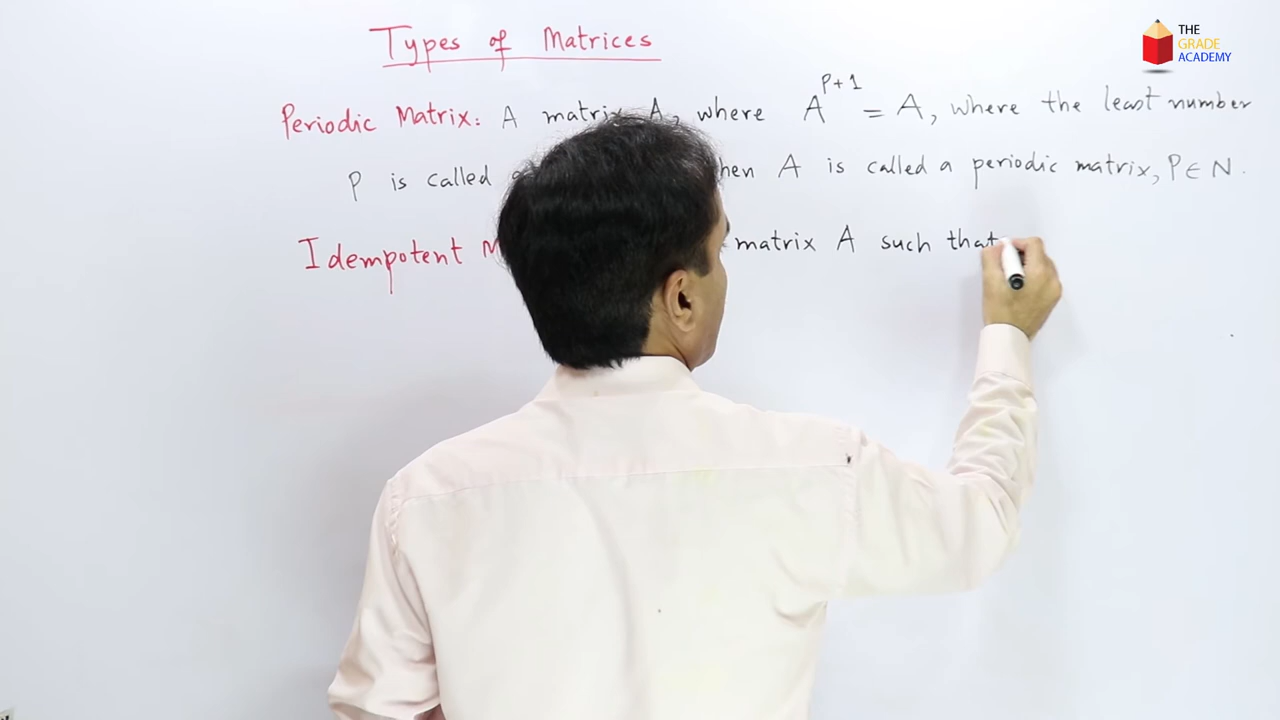 Types of Matrices
THE
GRADE
ACADEMY
Periodic Matrix: A matrix A, where A^{P+1} = A, where the least number
P is called hen A is called a periodic matrix, P ∈ N.
Idempotent M matrix A such that